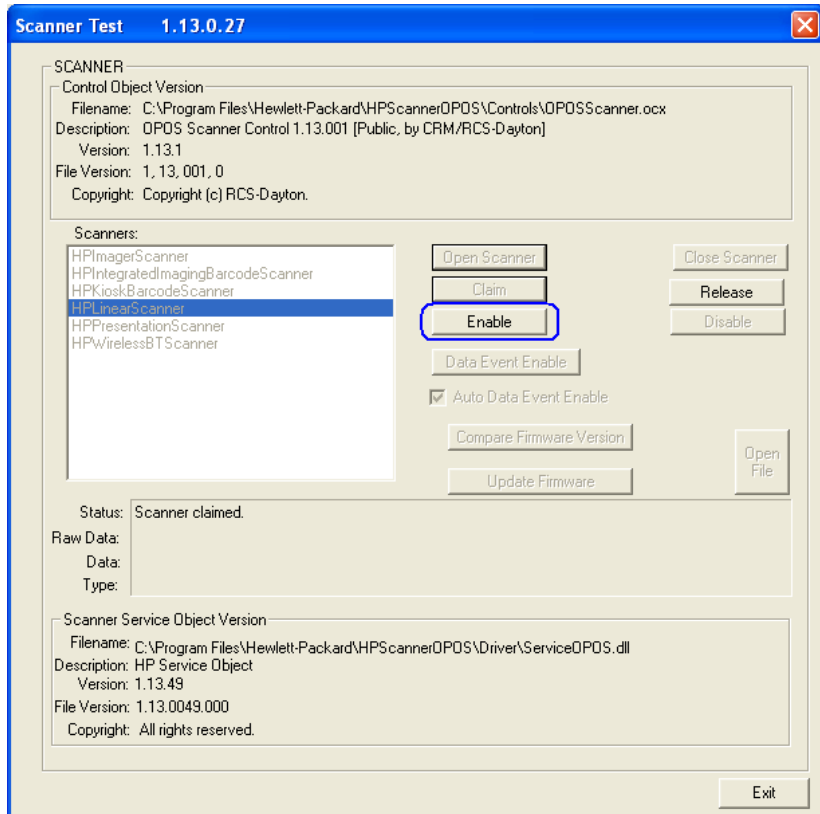 Scanner Test 1.13.0.27
SCANNER
Control Object Version
Filename: C:\Program Files\Hewlett-Packard\HPScannerOPOS\Controls\OPOSScanner.ocx
Description: OPOS Scanner Control 1.13.001 [Public, by CRM/RCS-Dayton]
Version: 1.13.1
File Version: 1, 13, 001, 0
Copyright: Copyright (c) RCS-Dayton.
Scanners:
HPImagerScanner
HPIntegratedImagingBarcodeScanner
HPKioskBarcodeScanner
HPLinearScanner
HPPresentationScanner
HPWirelessBTScanner
Open Scanner
Close Scanner
Claim
Release
Enable
Disable
Data Event Enable
Auto Data Event Enable
Compare Firmware Version
Update Firmware
Open
File
Status: Scanner claimed.
Raw Data:
Data:
Type:
Scanner Service Object Version
Filename: C:\Program Files\Hewlett-Packard\HPScannerOPOS\Driver\ServiceOPOS.dll
Description: HP Service Object
Version: 1.13.49
File Version: 1.13.0049.000
Copyright: All rights reserved.
Exit